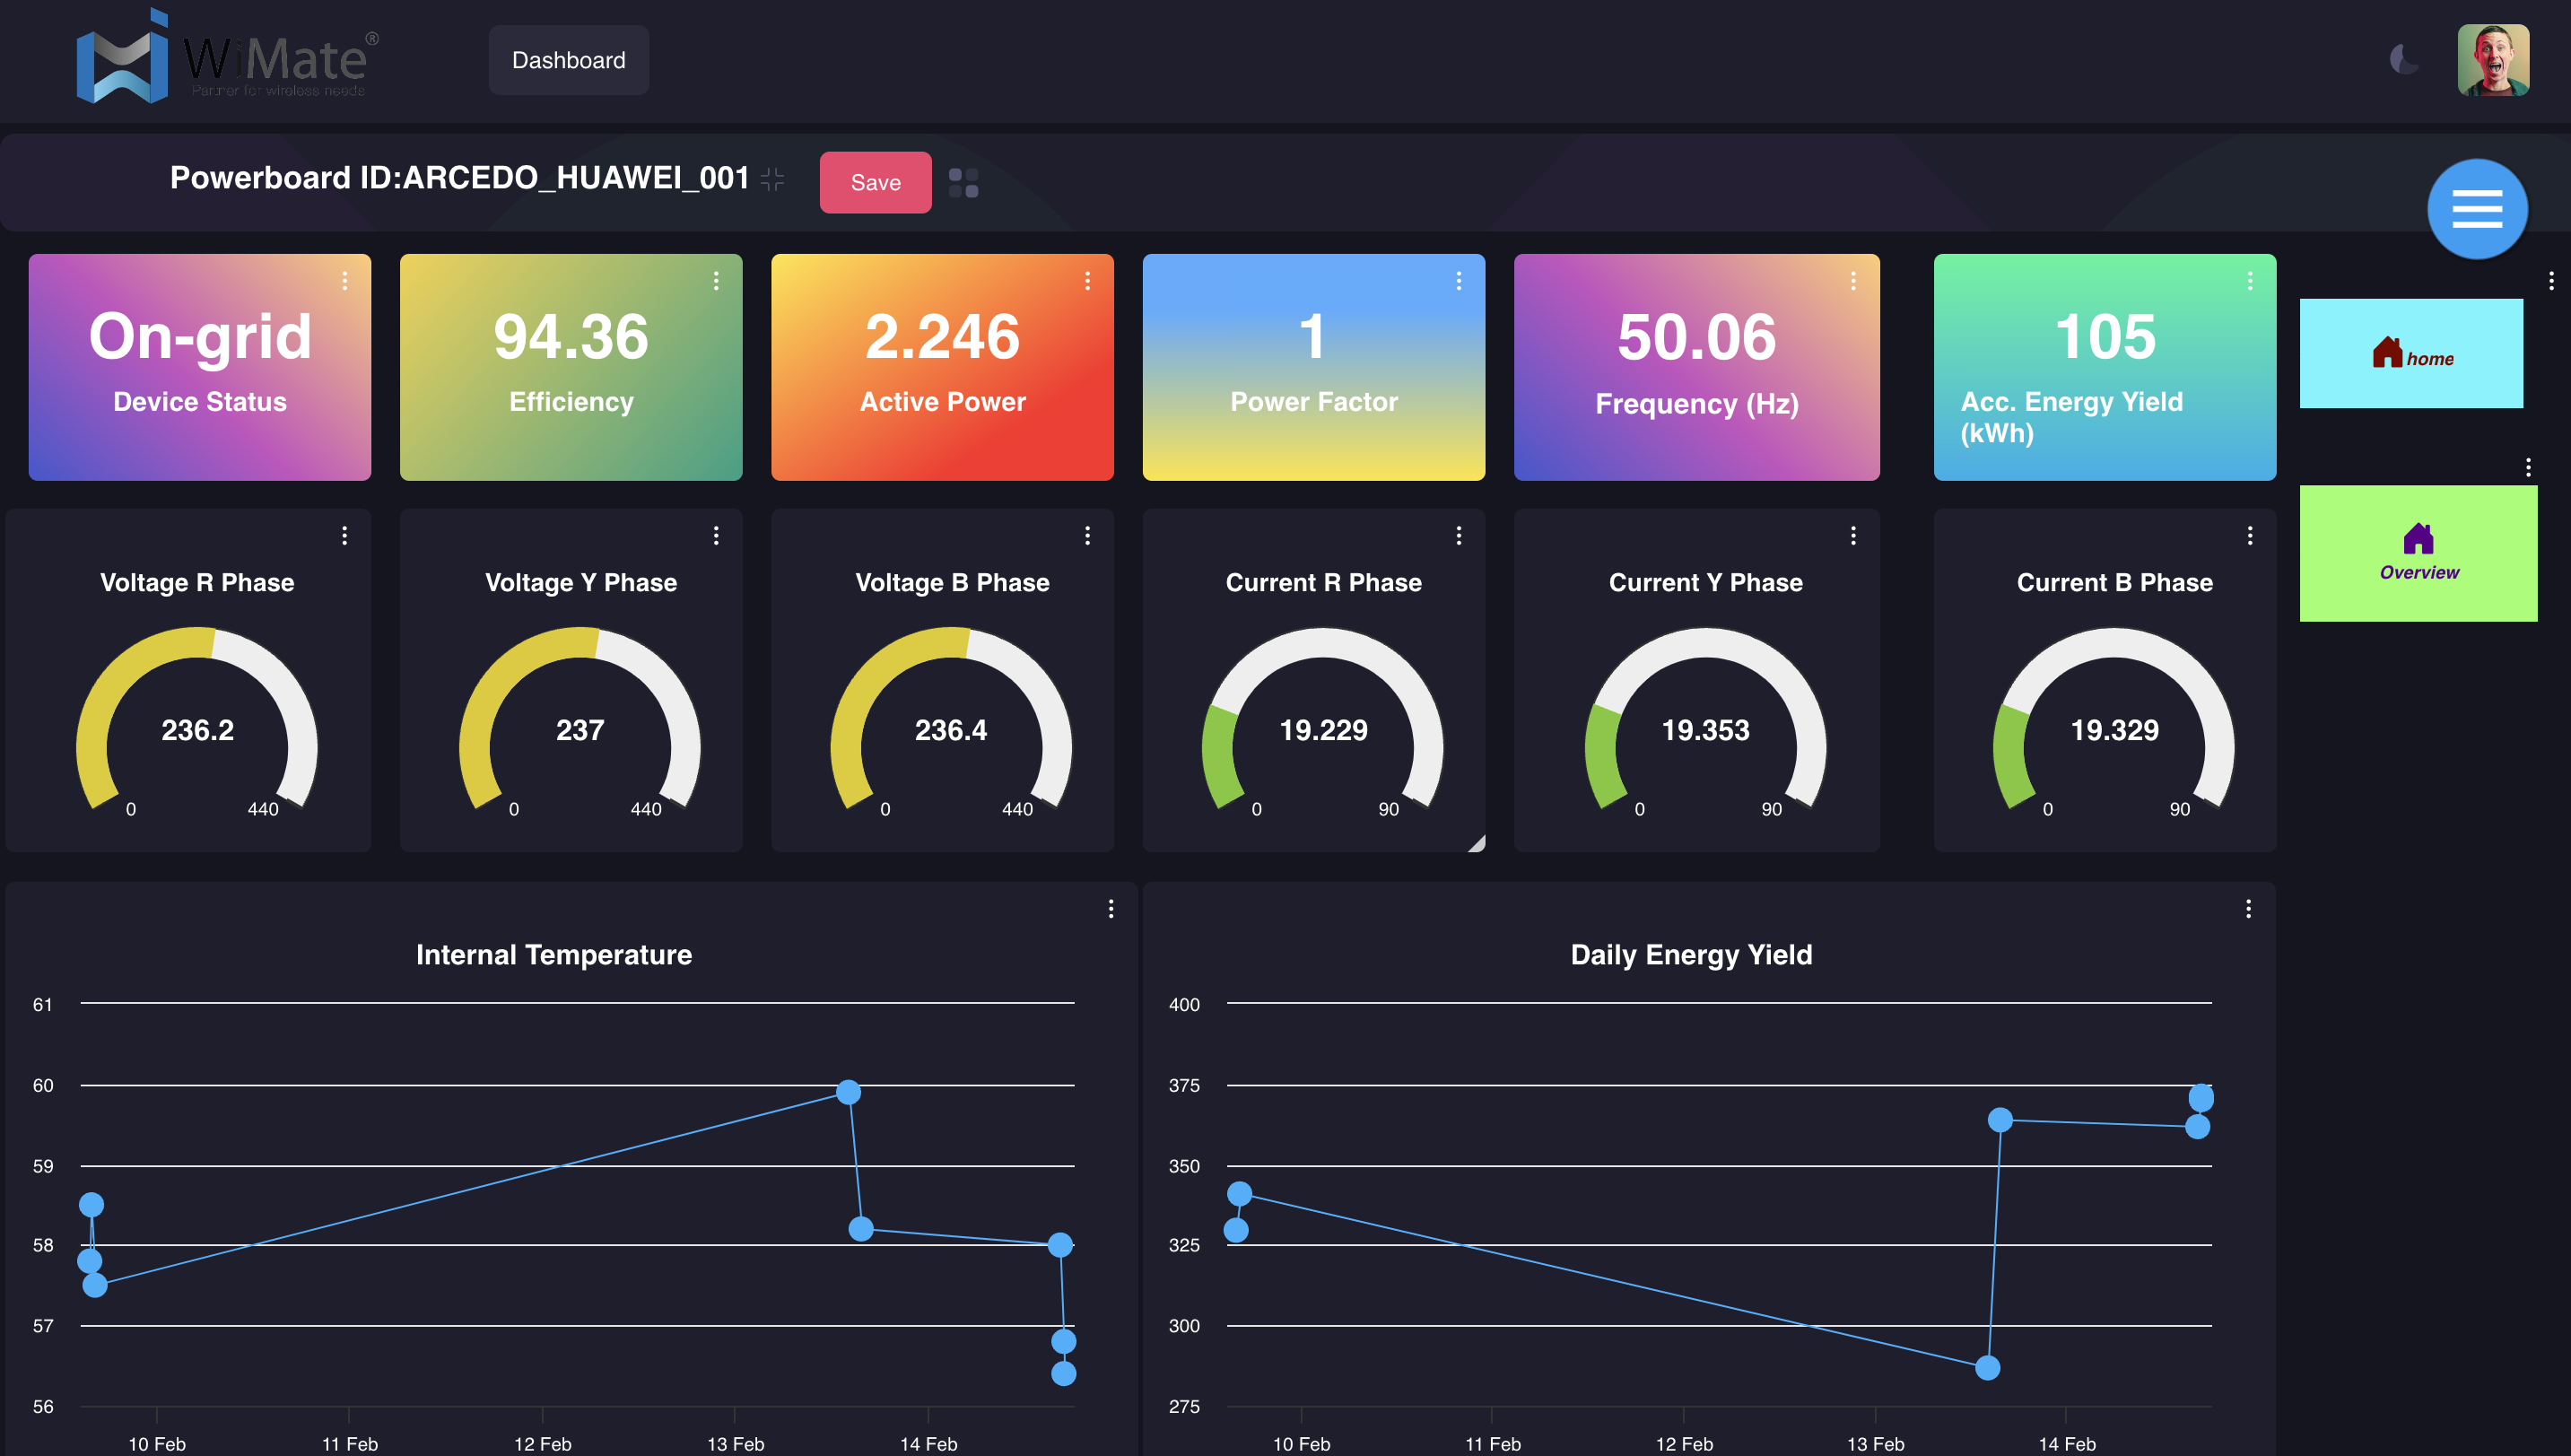 WiMate®
Partner for wireless needs
Dashboard
Powerboard ID:ARCEDO_HUAWEI_001
Save
On-grid
Device Status
94.36
Efficiency
2.246
Active Power
1
Power Factor
50.06
Frequency (Hz)
105
Acc. Energy Yield
(kWh)
home
Overview
Voltage R Phase
236.2
0 440
Voltage Y Phase
237
0 440
Voltage B Phase
236.4
0 440
Current R Phase
19.229
0 90
Current Y Phase
19.353
0 90
Current B Phase
19.329
0 90
Internal Temperature
61
60
59
58
57
56
10 Feb 11 Feb 12 Feb 13 Feb 14 Feb
Daily Energy Yield
400
375
350
325
300
275
10 Feb 11 Feb 12 Feb 13 Feb 14 Feb